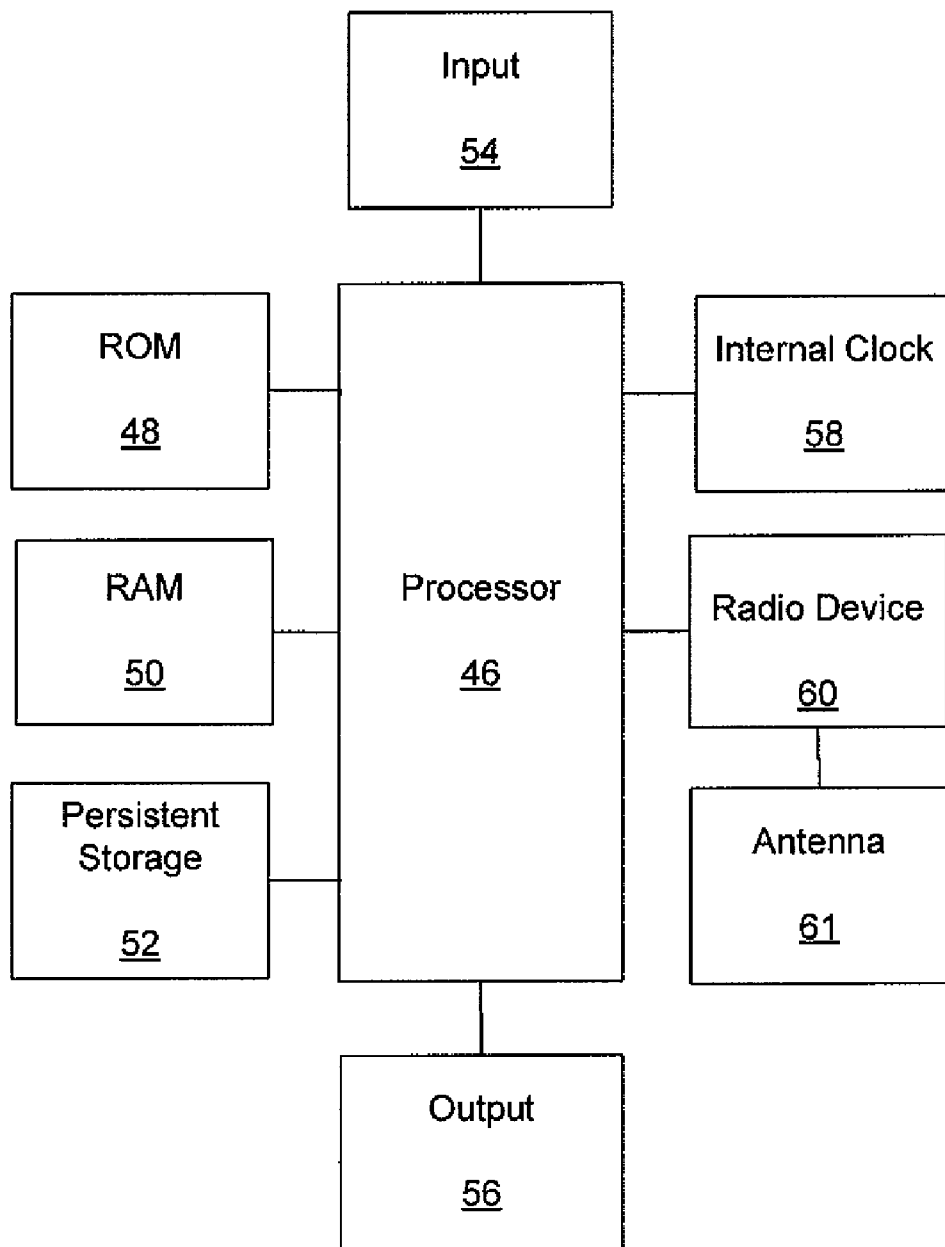 Input
54
ROM
48
RAM
50
Persistent
Storage
52
Processor
46
Internal Clock
58
Radio Device
60
Antenna
61
Output
56